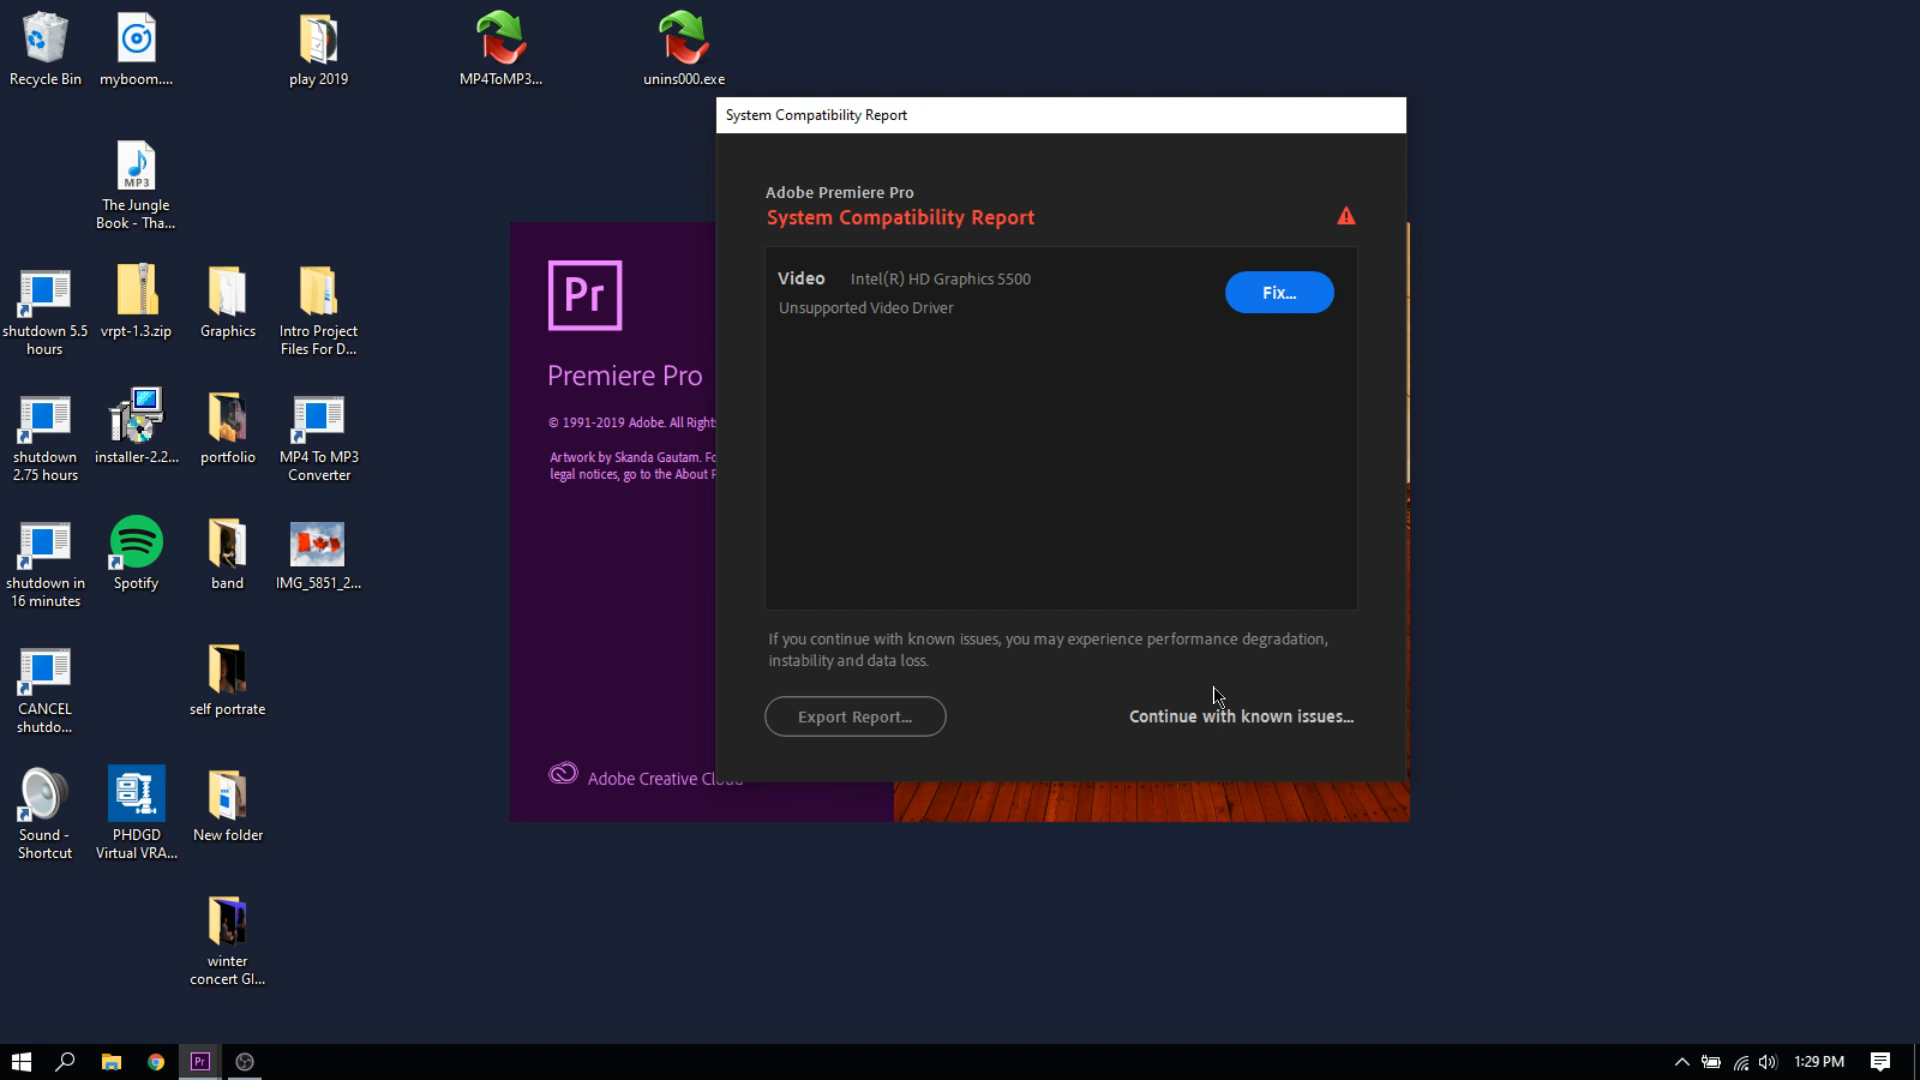 Recycle Bin
myboom....
play 2019
MP4ToMP3...
unins000.exe
MP3
The Jungle
Book - Tha...
shutdown 5.5
hours
vrpt-1.3.zip
Graphics
Intro Project
Files For D...
shutdown
2.75 hours
installer-2.2...
portfolio
MP4 To MP3
Converter
shutdown in
16 minutes
Spotify
band
IMG_5851_2...
CANCEL
shutdo...
self portrate
Sound -
Shortcut
PHDGD
Virtual VRA...
New folder
winter
concert Gl...
Pr
Premiere Pro
© 1991-2019 Adobe. All Rights
Artwork by Skanda Gautam. Fo
legal notices, go to the About P
Adobe Creative Cloud
System Compatibility Report
Adobe Premiere Pro
System Compatibility Report
Video Intel(R) HD Graphics 5500
Unsupported Video Driver
Fix...
If you continue with known issues, you may experience performance degradation,
instability and data loss.
Export Report...
Continue with known issues...
Pr
1:29 PM